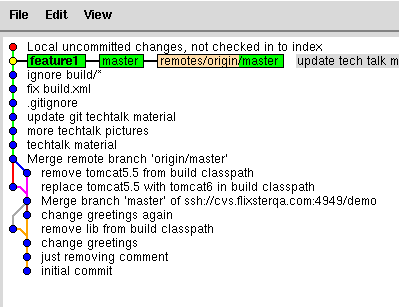 File Edit View
Local uncommitted changes, not checked in to index
feature1 master remotes/origin/master update tech talk m
ignore build/*
fix build.xml
.gitignore
update git techtalk material
more techtalk pictures
techtalk material
Merge remote branch 'origin/master'
remove tomcat5.5 from build classpath
replace tomcat5.5 with tomcat6 in build classpath
Merge branch 'master' of ssh://cvs.flixsterqa.com:4949/demo
change greetings again
remove lib from build classpath
change greetings
just removing comment
initial commit